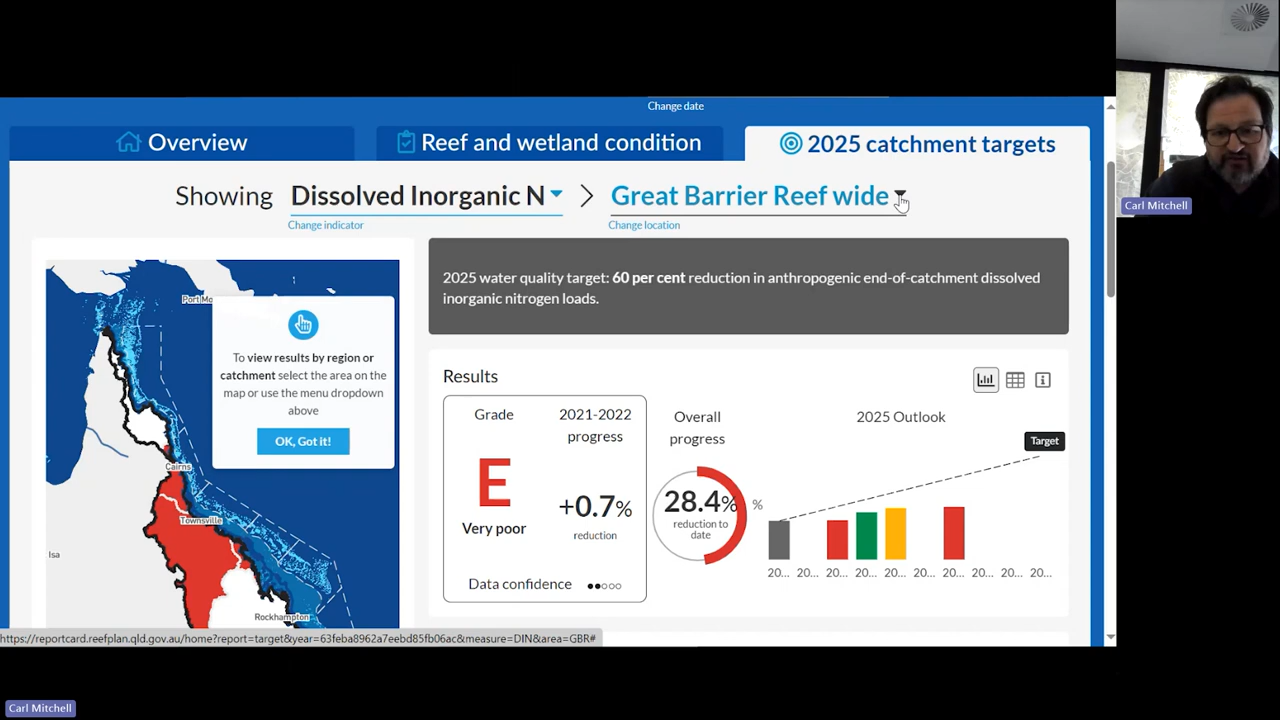 Change date
Overview
Reef and wetland condition
2025 catchment targets
Showing
Dissolved Inorganic N
Great Barrier Reef wide
Change indicator
Change location
2025 water quality target: 60 per cent reduction in anthropogenic end-of-catchment dissolved
inorganic nitrogen loads.
Port Mo
To view results by region or
catchment select the area on the
map or use the menu dropdown
above
OK, Got it!
Cairns
Townsville
Isa
Rockhampton
Results
Grade
2021-2022
progress
E
Very poor
+0.7%
reduction
Data confidence
Overall
progress
28.4%
reduction to
date
2025 Outlook
Target
%
20... 20... 20... 20... 20... 20... 20... 20... 20... 20...
https://reportcard.reefplan.qld.gov.au/home?report=target&year=63feba8962a7eebd85fb06ac&measure=DIN&area=GBR#
Carl Mitchell
Carl Mitchell